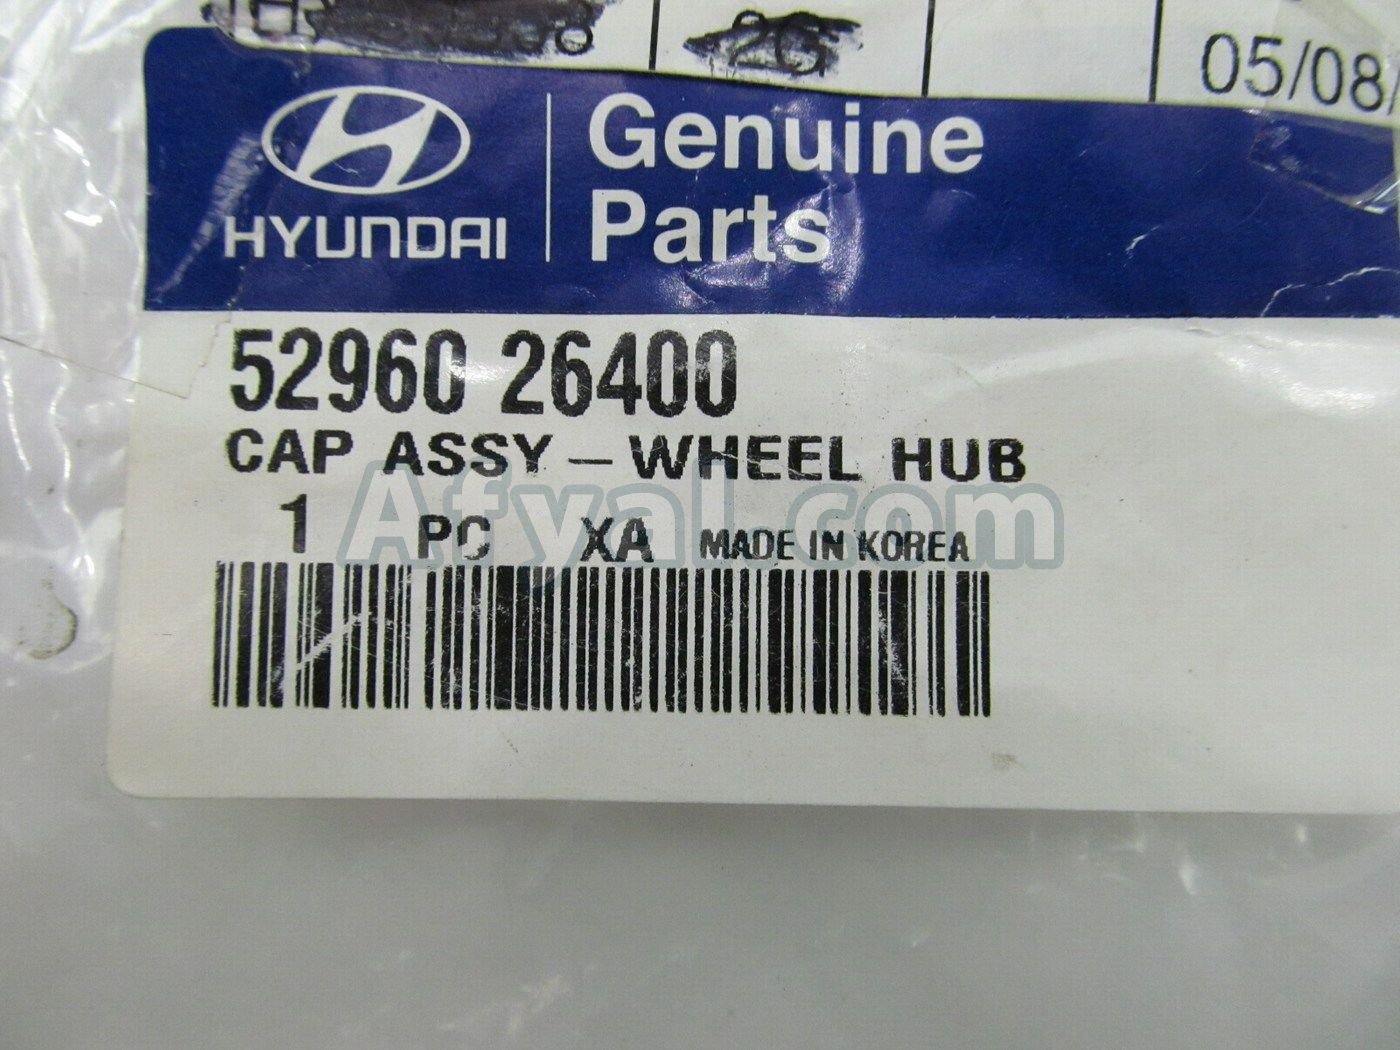 26
05/08/
HYUNDAI
Genuine
Parts
52960 26400
CAP ASSY – WHEEL HUB
1 PC XA MADE IN KOREA
Afyal.com